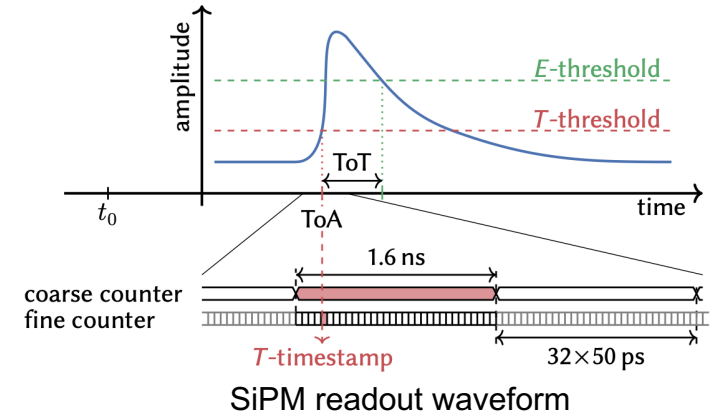 amplitude
E-threshold
T-threshold
ToT
t₀
ToA
time
1.6 ns
coarse counter
fine counter
T-timestamp
32×50 ps
SiPM readout waveform